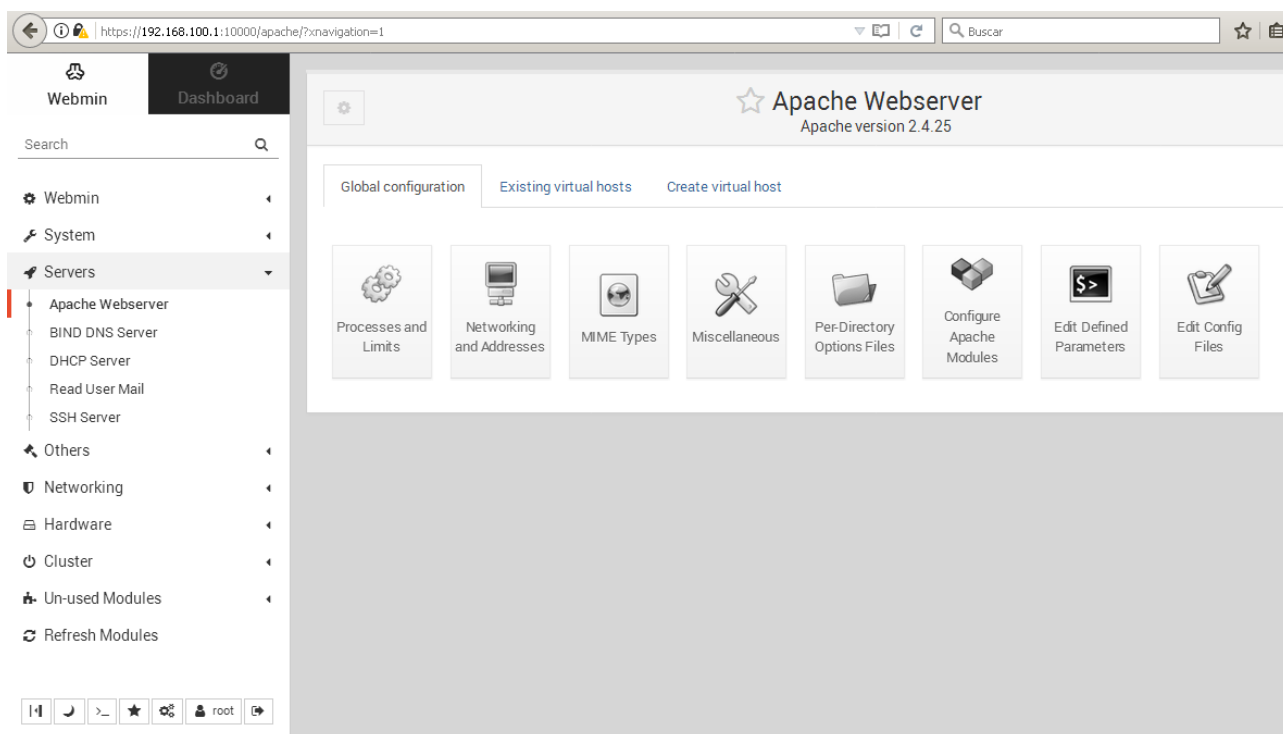 https://192.168.100.1:10000/apache/?xnavigation=1
Buscar
Webmin
Dashboard
Search
Webmin
System
Servers
Apache Webserver
BIND DNS Server
DHCP Server
Read User Mail
SSH Server
Others
Networking
Hardware
Cluster
Un-used Modules
Refresh Modules
>_
root
Apache Webserver
Apache version 2.4.25
Global configuration
Existing virtual hosts
Create virtual host
Processes and
Limits
Networking
and Addresses
MIME Types
Miscellaneous
Per-Directory
Options Files
Configure
Apache
Modules
$>
Edit Defined
Parameters
Edit Config
Files